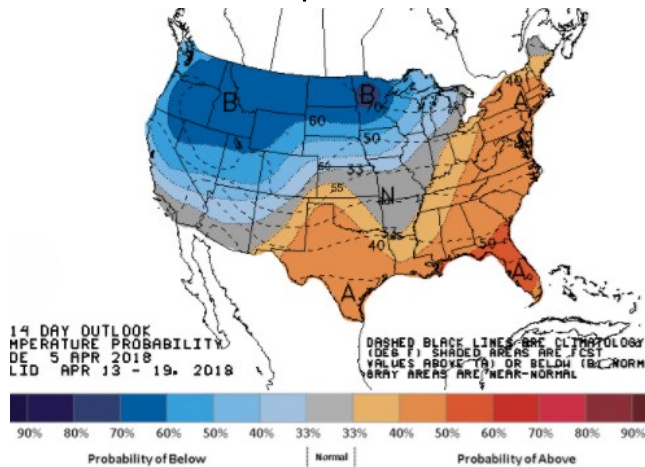 B
B
70
60
50
33
50
55
N
33
40
50
A
A
A
40
14 DAY OUTLOOK
MPERATURE PROBABILITY
DE 5 APR 2018
LID APR 13 - 19, 2018
DASHED BLACK LINES ARE CLIMATOLOGY
(DEG F) SHADED AREAS ARE FCST
VALUES ABOVE (A) OR BELOW (B) NORM
GRAY AREAS ARE NEAR-NORMAL
90% 80% 70% 60% 50% 40% 33% 33% 40% 50% 60% 70% 80% 90%
Probability of Below Normal Probability of Above